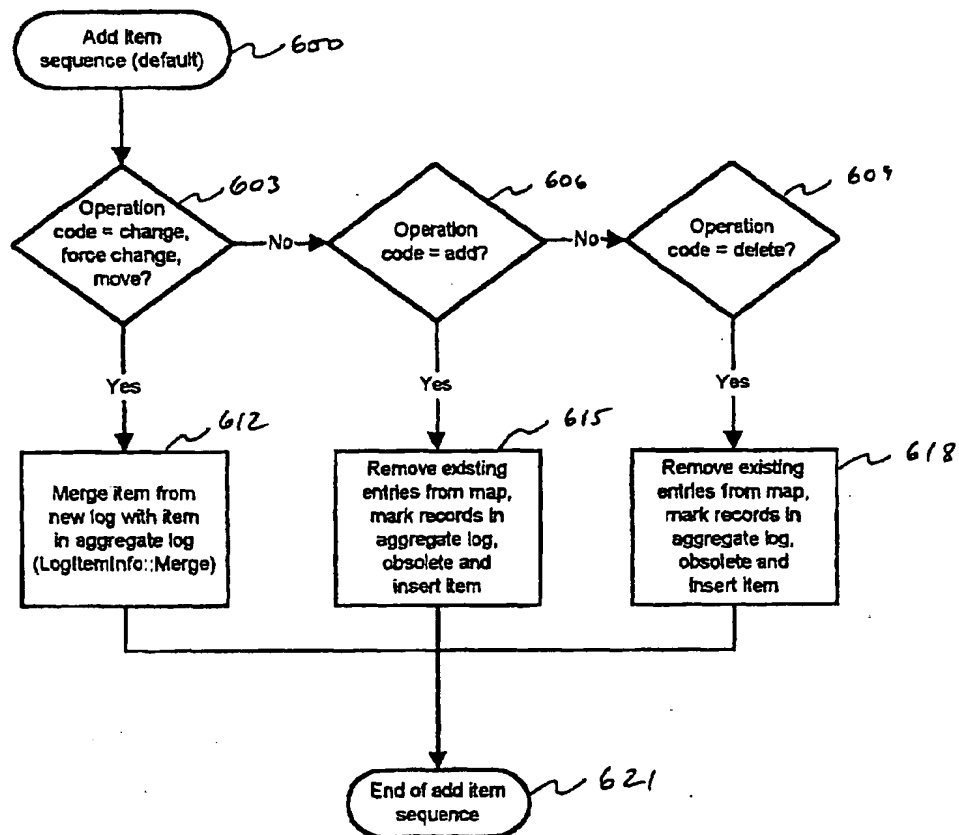 Add item
sequence (default)
600
603
606
609
Operation
code = change,
force change,
move?
No
Operation
code = add?
No
Operation
code = delete?
Yes
Yes
Yes
612
615
618
Merge item from
new log with item
in aggregate log
(LogItemInfo::Merge)
Remove existing
entries from map,
mark records in
aggregate log,
obsolete and
insert item
Remove existing
entries from map,
mark records in
aggregate log,
obsolete and
insert item
End of add item
sequence
621